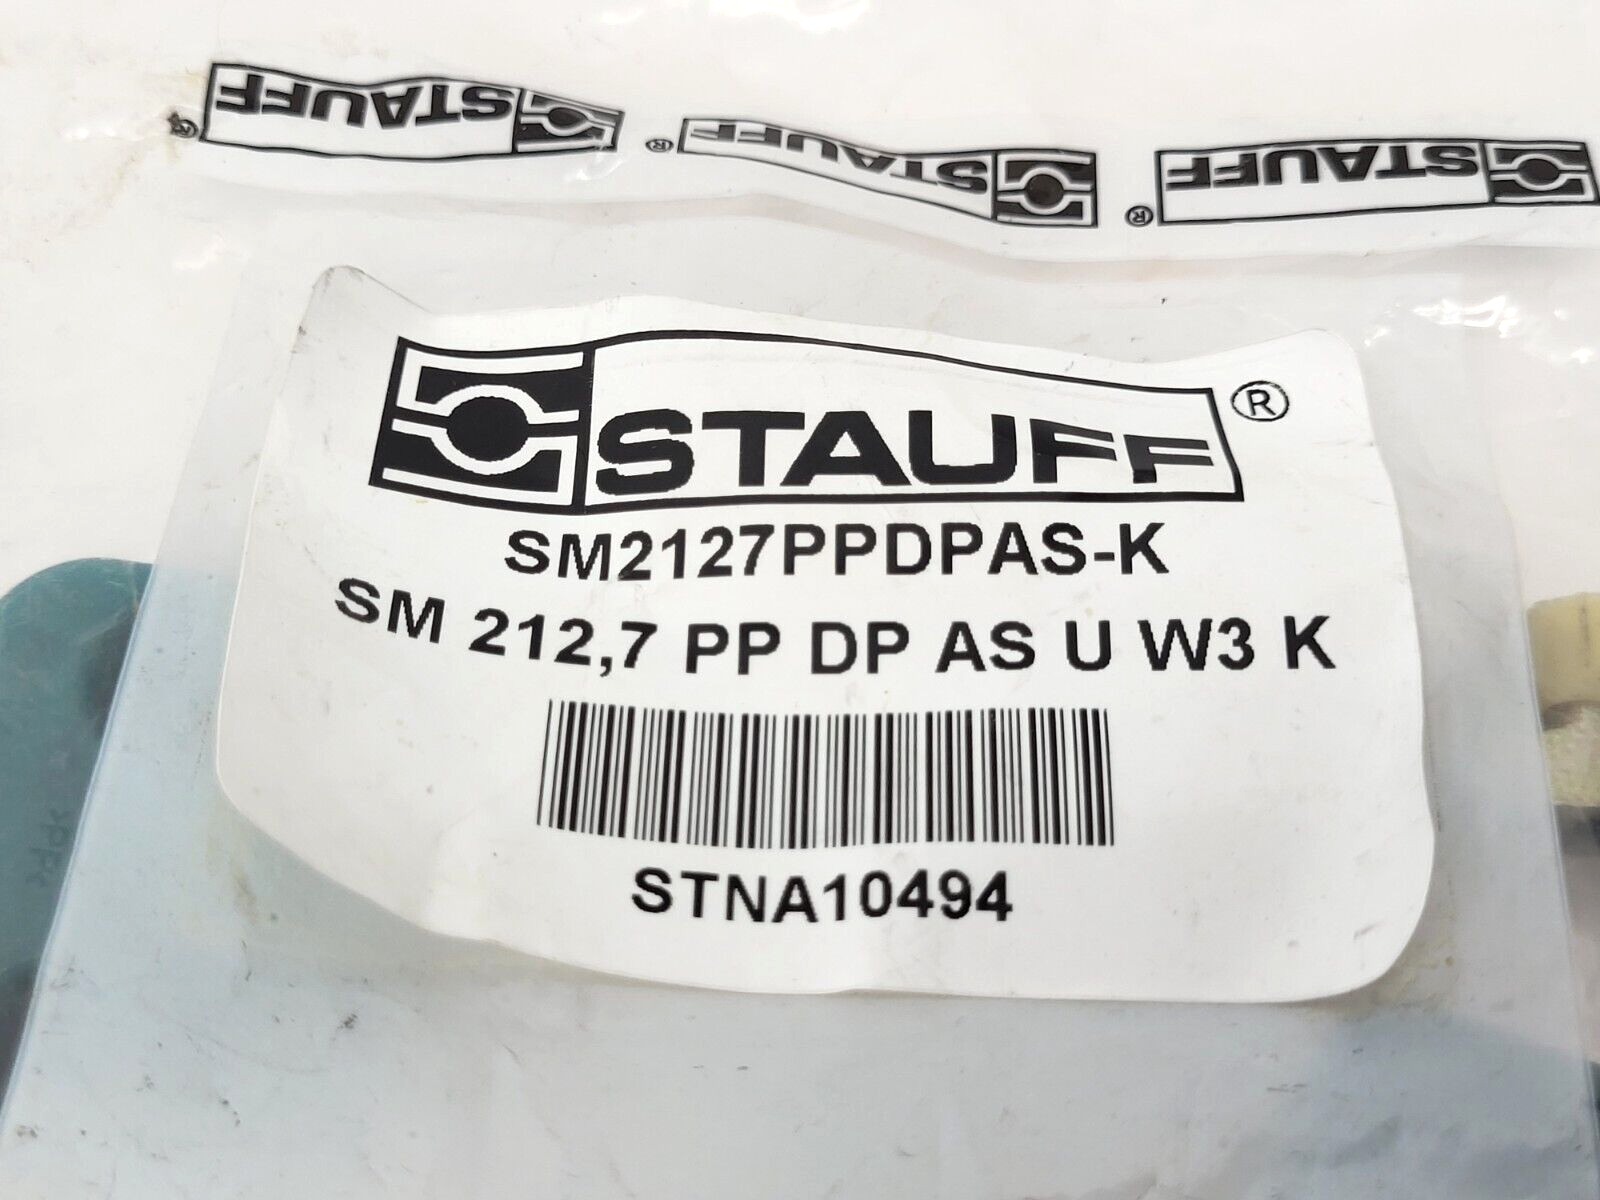 STAUFF ® STAUFF ® STAUFF ®
STAUFF ®
SM2127PPDPAS-K
SM 212,7 PP DP AS U W3 K
STNA10494